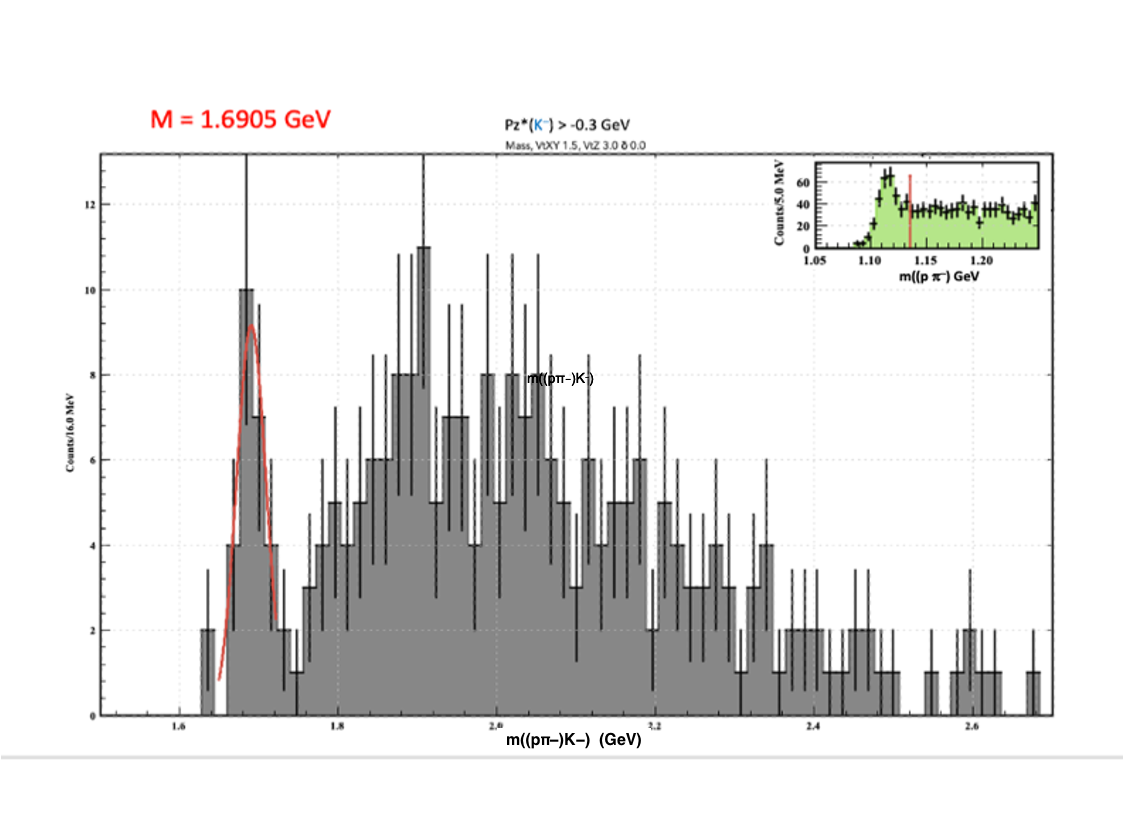 M = 1.6905 GeV
Pz*(K⁻) > -0.3 GeV
Mass, VtXY 1.5, VtZ 3.0 δ 0.0
Counts/5.0 MeV
60
40
20
0
1.05
1.10
1.15
1.20
m((p π⁻) GeV
Counts/16.0 MeV
12
10
8
6
4
2
0
m((pπ–)K-)
1.6
1.8
2.0
2.2
2.4
2.6
m((pπ–)K–) (GeV)